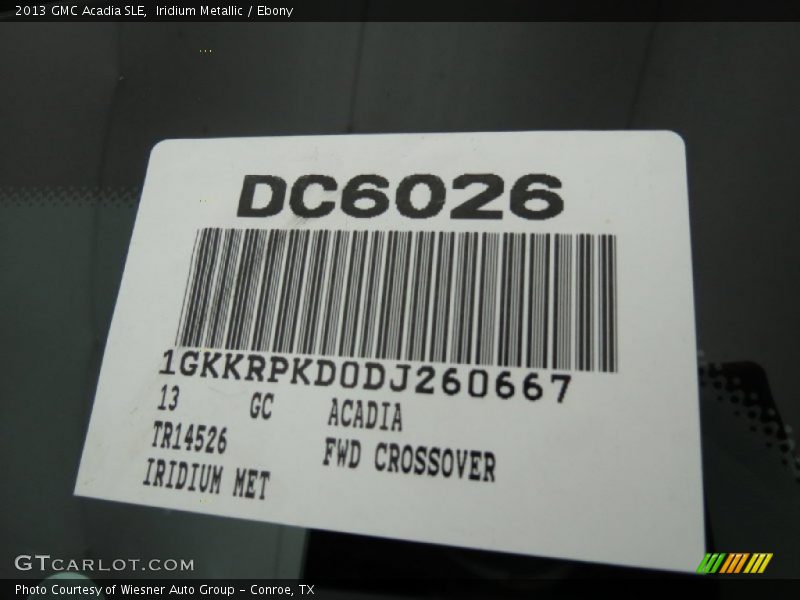 2013 GMC Acadia SLE,  Iridium Metallic / Ebony
DC6026
1GKKRPKD0DJ260667
13 GC ACADIA
TR14526 FWD CROSSOVER
IRIDIUM MET
GTCARLOT.COM
Photo Courtesy of Wiesner Auto Group - Conroe, TX